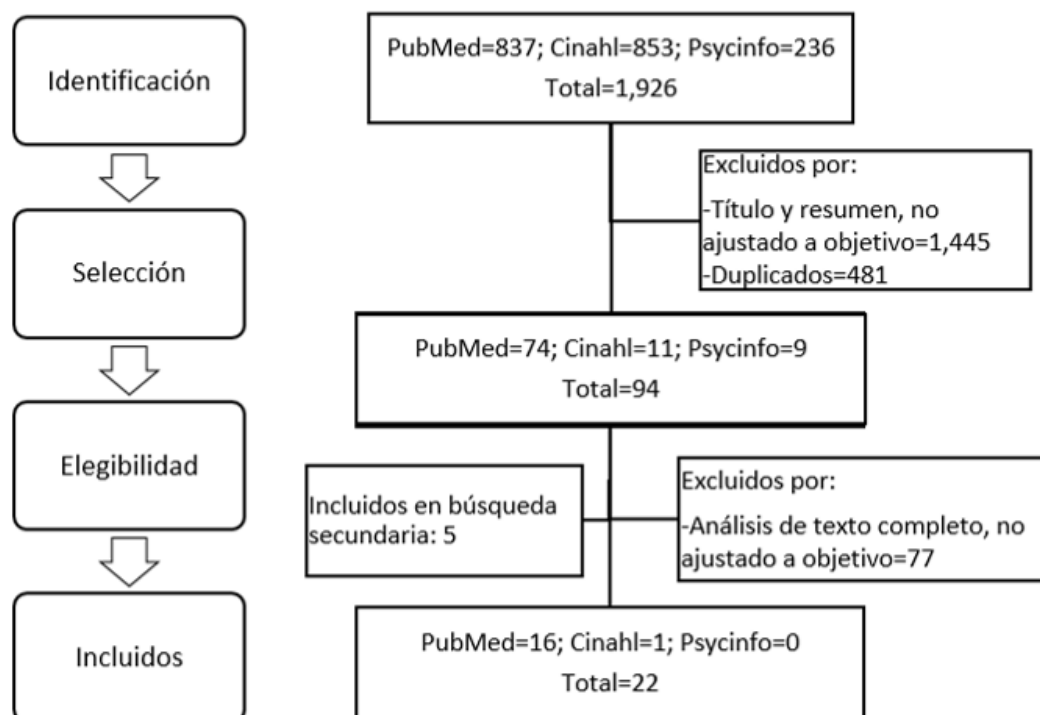 Identificación
PubMed=837; Cinahl=853; Psycinfo=236
Total=1,926
Excluidos por:
-Título y resumen, no
ajustado a objetivo=1,445
-Duplicados=481
Selección
PubMed=74; Cinahl=11; Psycinfo=9
Total=94
Elegibilidad
Incluidos en búsqueda
secundaria: 5
Excluidos por:
-Análisis de texto completo, no
ajustado a objetivo=77
Incluidos
PubMed=16; Cinahl=1; Psycinfo=0
Total=22